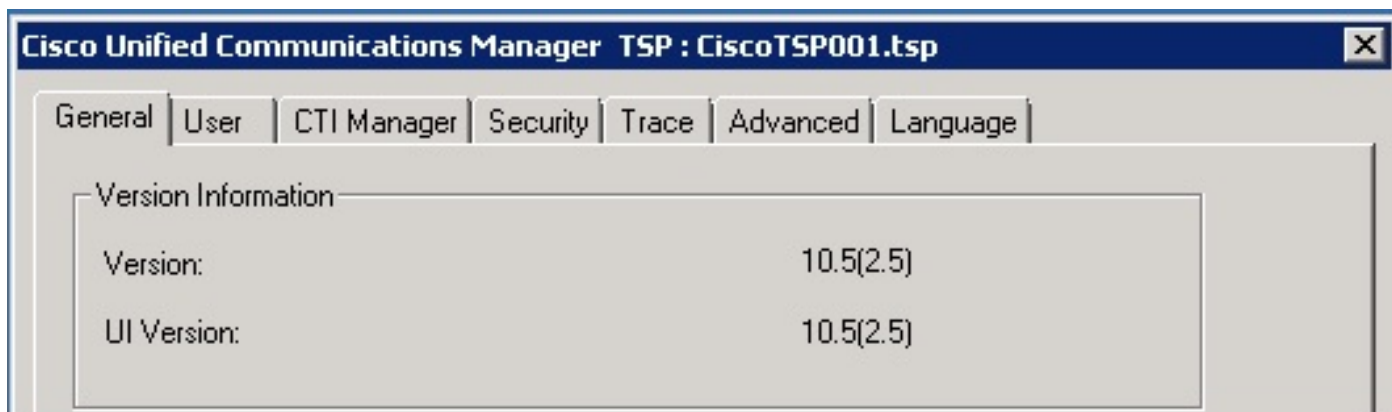 Cisco Unified Communications Manager TSP : CiscoTSP001.tsp
General User CTI Manager Security Trace Advanced Language
Version Information
Version: 10.5(2.5)
UI Version: 10.5(2.5)